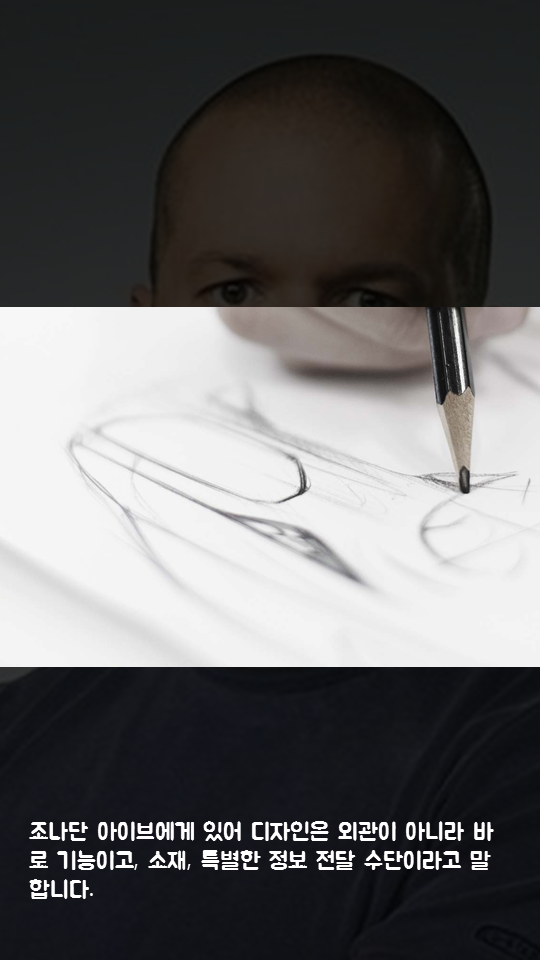 조나단 아이브에게 있어 디자인은 외관이 아니라 바
로 기능이고, 소재, 특별한 정보 전달 수단이라고 말
합니다.